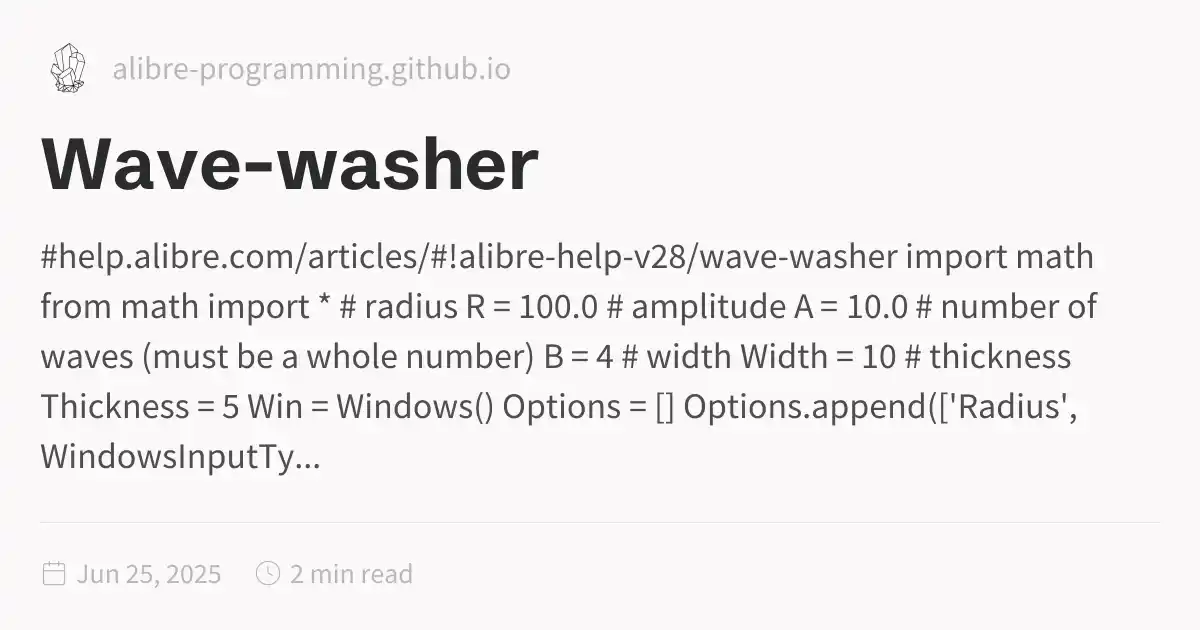 alibre-programming.github.io
Wave-washer
#help.alibre.com/articles/#!alibre-help-v28/wave-washer import math
from math import * # radius R = 100.0 # amplitude A = 10.0 # number of
waves (must be a whole number) B = 4 # width Width = 10 # thickness
Thickness = 5 Win = Windows() Options = [] Options.append(['Radius',
WindowsInputTy...
Jun 25, 2025 2 min read